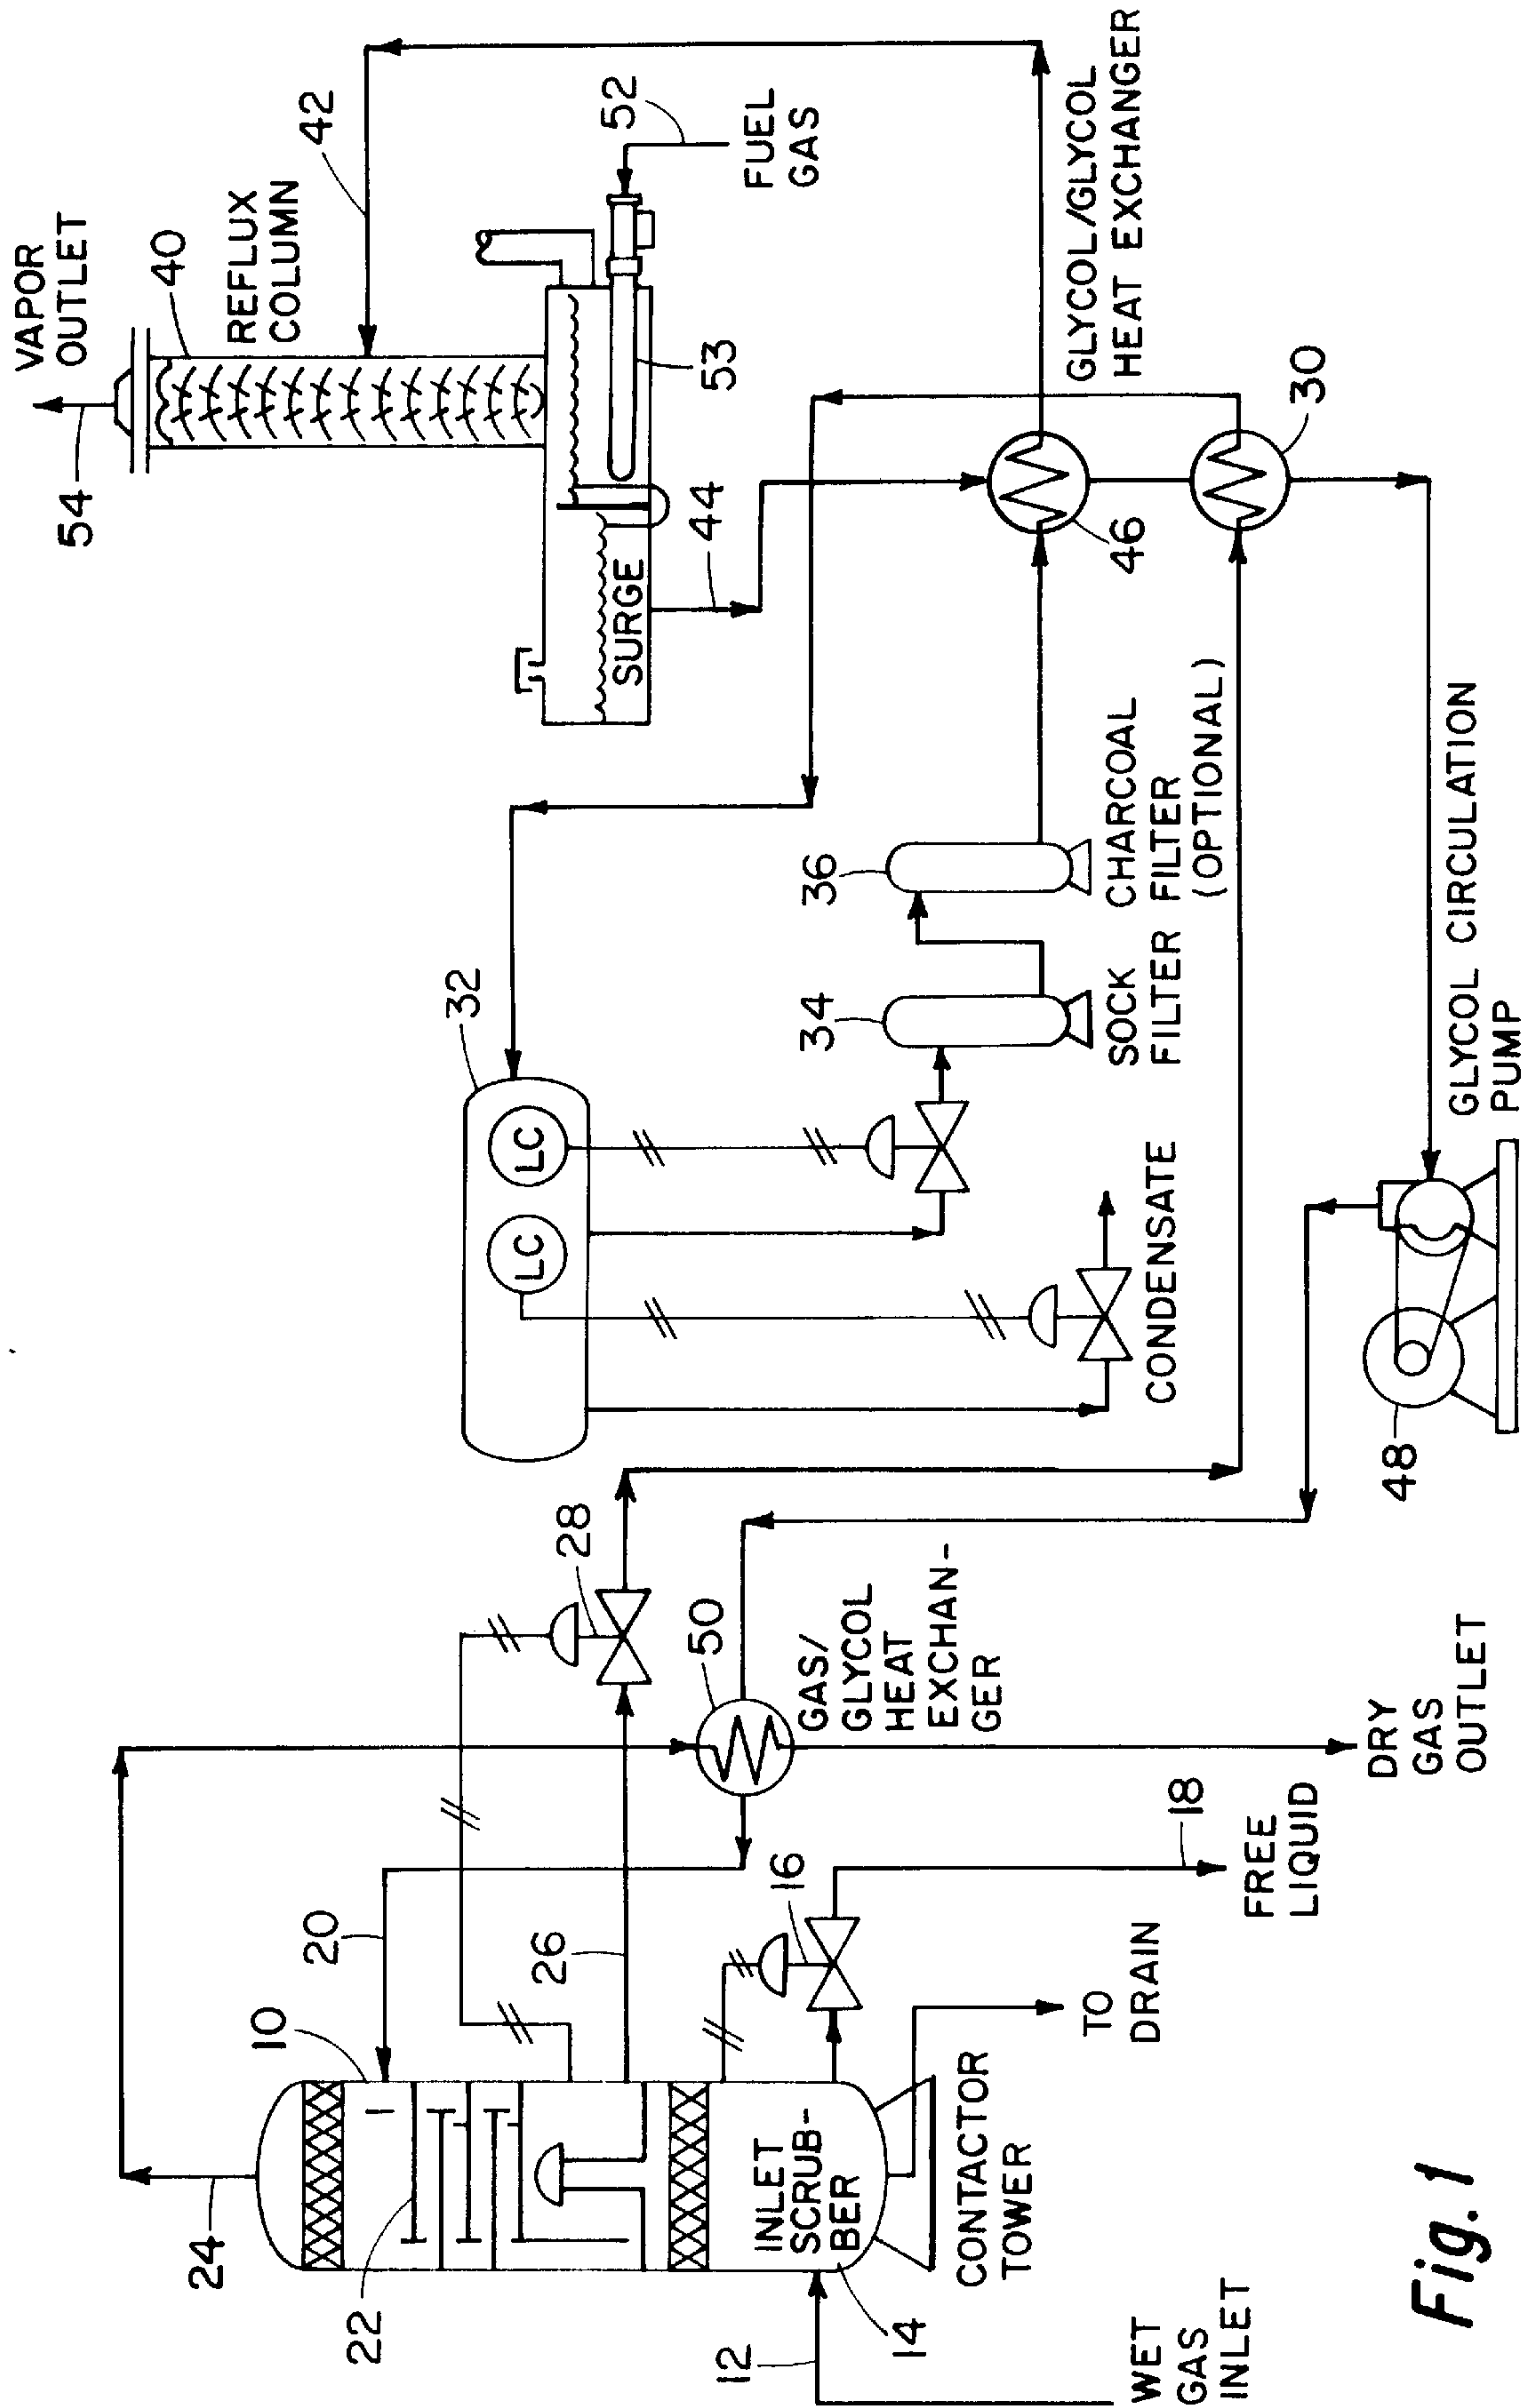 VAPOR
OUTLET
54
40
REFLUX
COLUMN
42
52
FUEL
GAS
53
SURGE
44
46
GLYCOL/GLYCOL
HEAT EXCHANGER
30
32
LC
LC
34
36
SOCK
FILTER
CHARCOAL
FILTER
(OPTIONAL)
CONDENSATE
GLYCOL CIRCULATION
PUMP
48
28
50
GAS/
GLYCOL
HEAT
EXCHAN-
GER
DRY
GAS
OUTLET
24
10
20
22
26
16
18
FREE
LIQUID
TO
DRAIN
INLET
SCRUB-
BER
14
12
CONTACTOR
TOWER
WET
GAS
INLET
Fig. 1